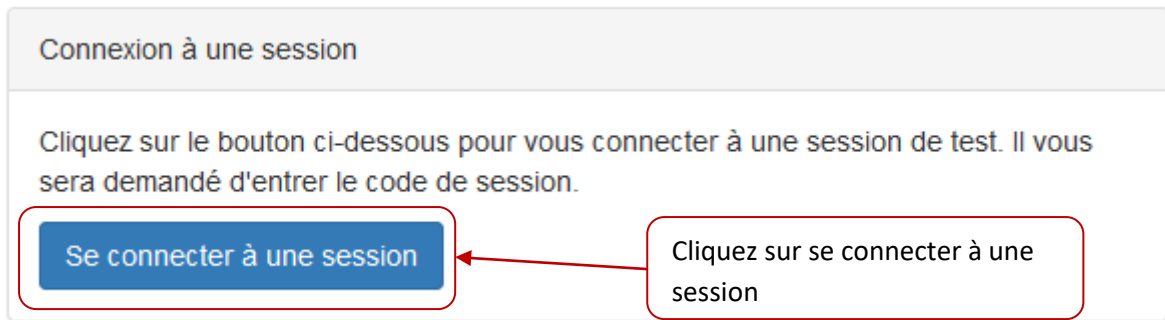 Connexion à une session
Cliquez sur le bouton ci-dessous pour vous connecter à une session de test. Il vous
sera demandé d'entrer le code de session.
Se connecter à une session
Cliquez sur se connecter à une
session